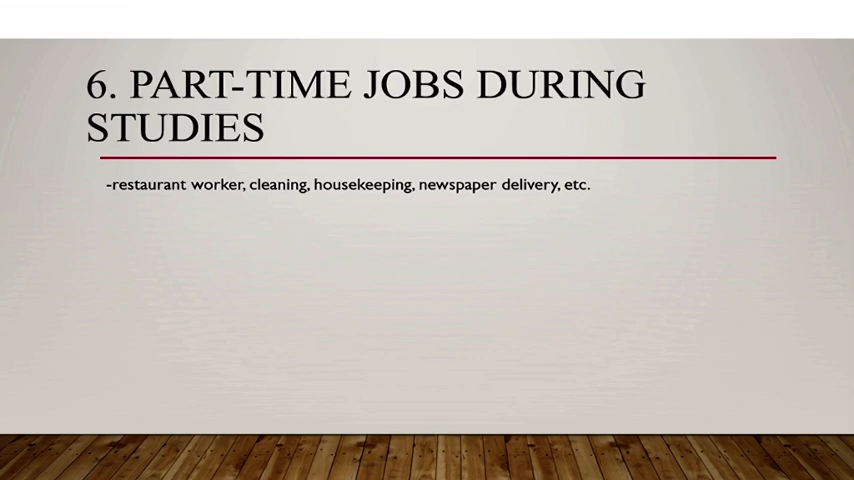 6. PART-TIME JOBS DURING
STUDIES
-restaurant worker, cleaning, housekeeping, newspaper delivery, etc.